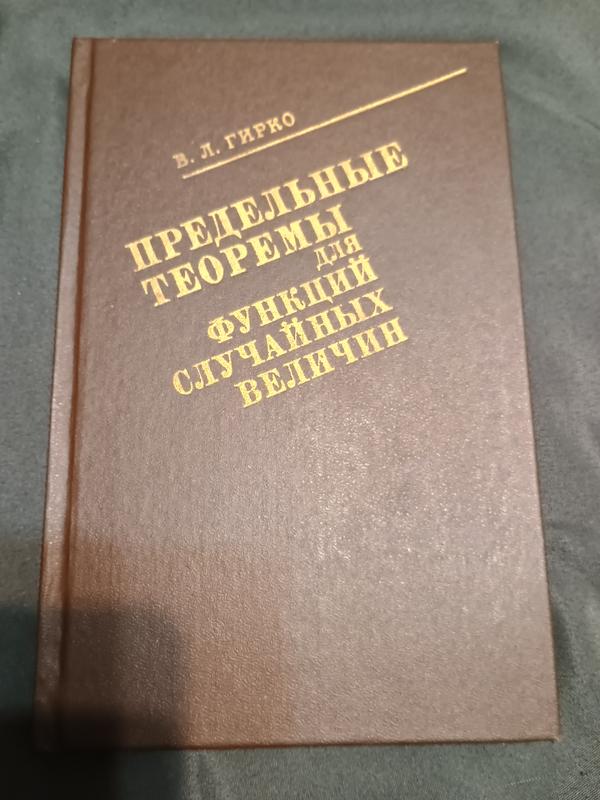 В. Л. ГИРКО
ПРЕДЕЛЬНЫЕ
ТЕОРЕМЫ
ДЛЯ
ФУНКЦИЙ
СЛУЧАЙНЫХ
ВЕЛИЧИН